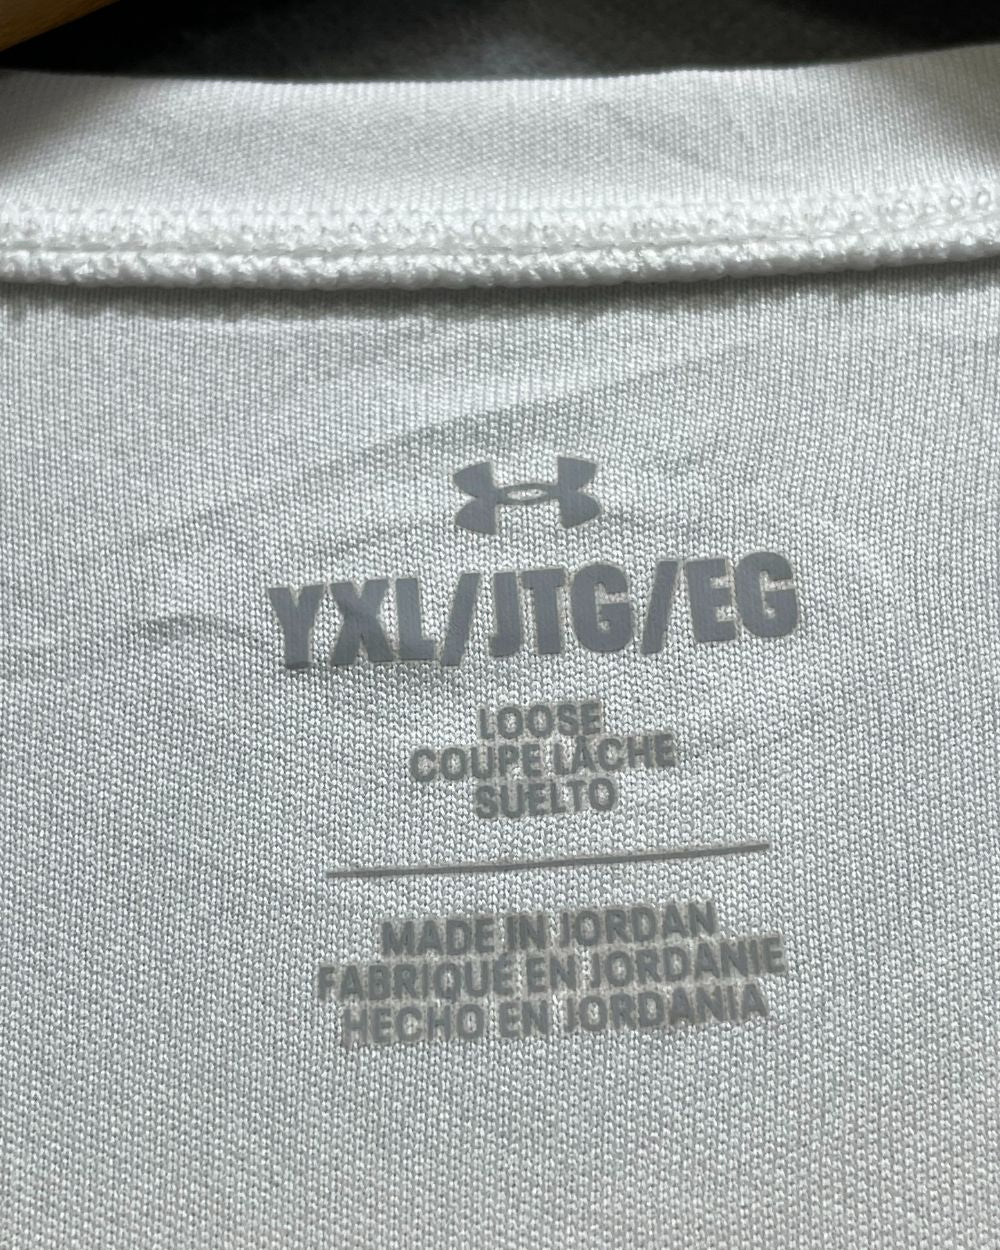 YXL/JTG/EG
LOOSE
COUPE LÂCHE
SUELTO
MADE IN JORDAN
FABRIQUÉ EN JORDANIE
HECHO EN JORDANIA